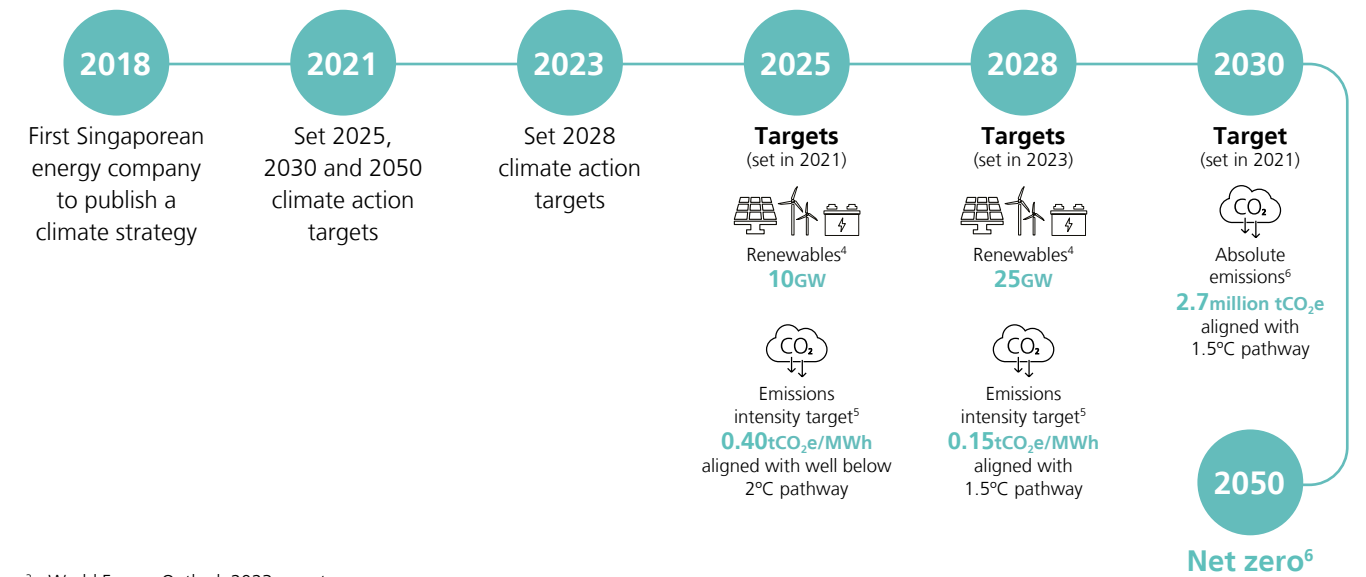 2018
First Singaporean
energy company
to publish a
climate strategy
2021
Set 2025,
2030 and 2050
climate action
targets
2023
Set 2028
climate action
targets
2025
Targets
(set in 2021)
Renewables⁴
10GW
CO₂
Emissions
intensity target⁵
0.40tCO₂e/MWh
aligned with well below
2ºC pathway
2028
Targets
(set in 2023)
Renewables⁴
25GW
CO₂
Emissions
intensity target⁵
0.15tCO₂e/MWh
aligned with
1.5ºC pathway
2030
Target
(set in 2021)
CO₂
Absolute
emissions⁶
2.7million tCO₂e
aligned with
1.5ºC pathway
2050
Net zero⁶